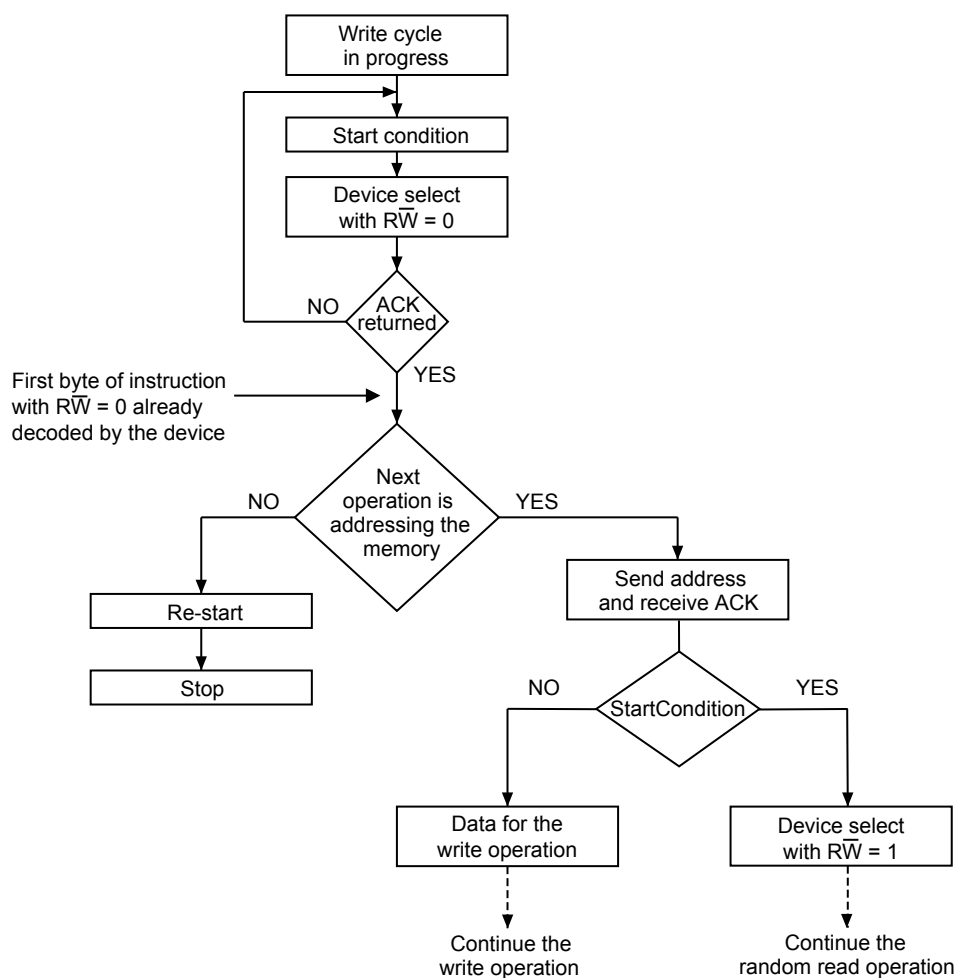 Write cycle
in progress
Start condition
Device select
with RW̅ = 0
NO
ACK
returned
YES
First byte of instruction
with RW̅ = 0 already
decoded by the device
NO
Next
operation is
addressing the
memory
YES
Send address
and receive ACK
Re-start
Stop
NO
StartCondition
YES
Data for the
write operation
Device select
with RW̅ = 1
Continue the
write operation
Continue the
random read operation